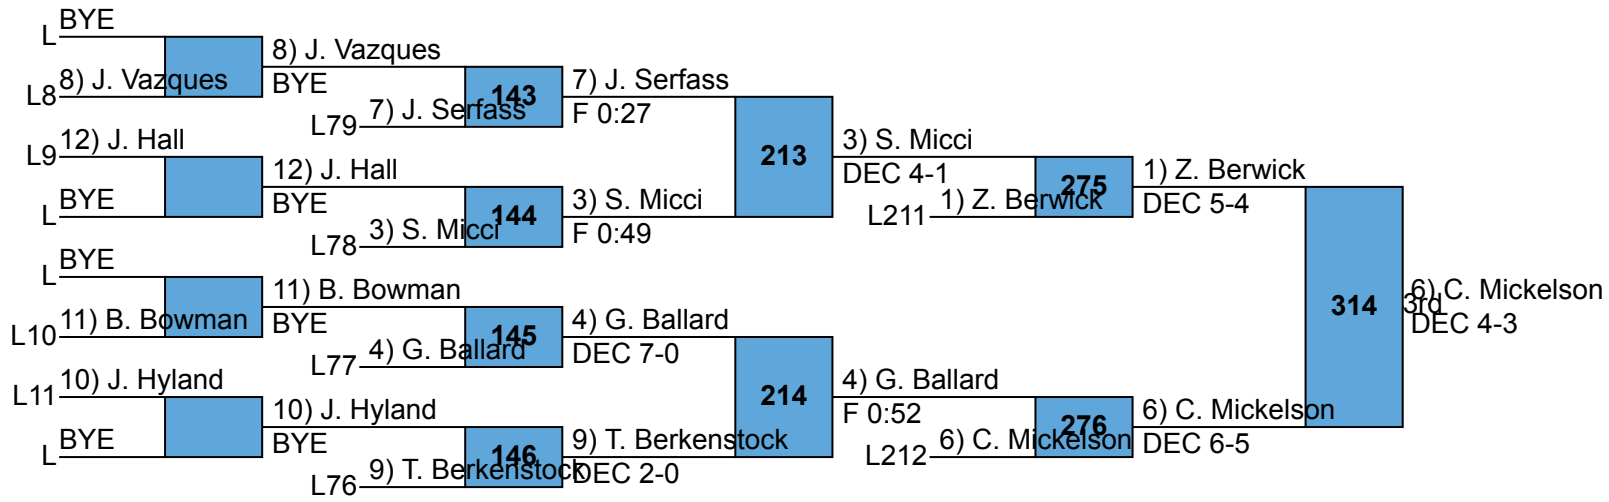 BYE
L
8) J. Vazques
L8
8) J. Vazques
BYE
143
7) J. Serfass
L79
7) J. Serfass
F 0:27
12) J. Hall
L9
BYE
L
12) J. Hall
BYE
144
3) S. Micci
L78
3) S. Micci
F 0:49
213
3) S. Micci
DEC 4-1
275
1) Z. Berwick
L211
1) Z. Berwick
DEC 5-4
BYE
L
11) B. Bowman
L10
11) B. Bowman
BYE
145
4) G. Ballard
L77
4) G. Ballard
DEC 7-0
10) J. Hyland
L11
BYE
L
10) J. Hyland
BYE
146
9) T. Berkenstock
L76
9) T. Berkenstock
DEC 2-0
214
4) G. Ballard
F 0:52
276
6) C. Mickelson
L212
6) C. Mickelson
DEC 6-5
314
6) C. Mickelson
3rd
DEC 4-3